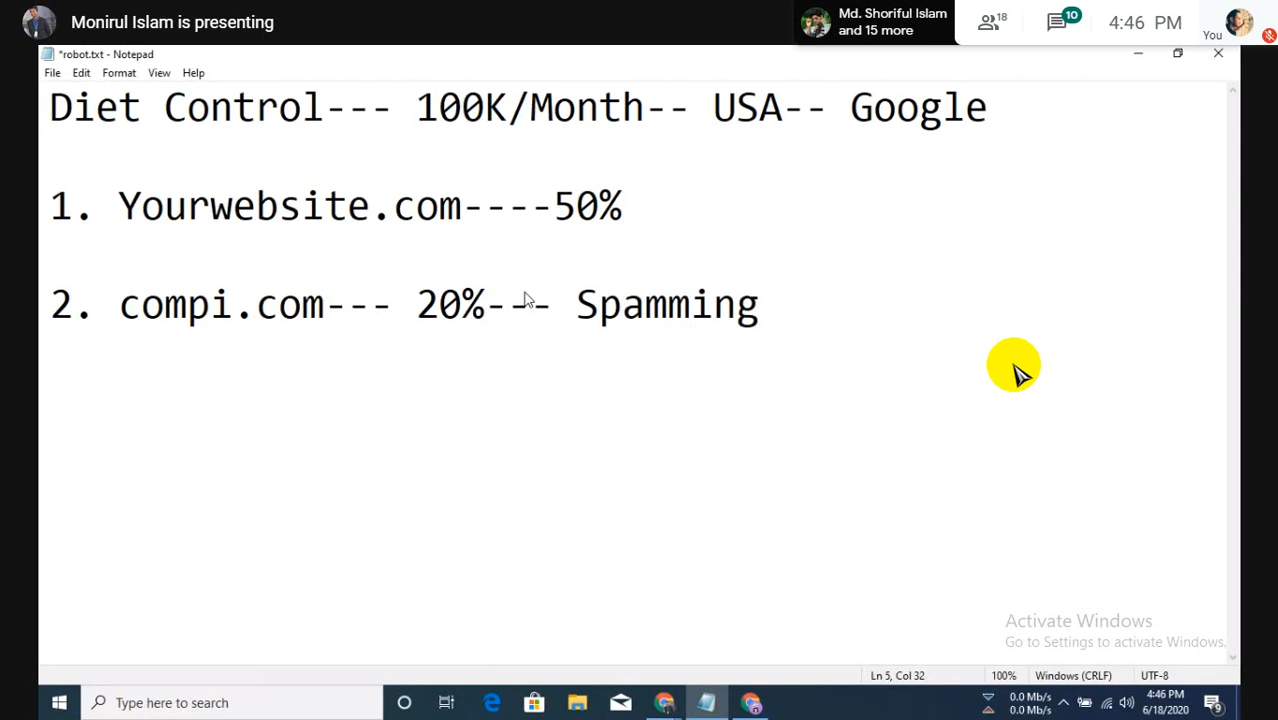 Monirul Islam is presenting
Md. Shoriful Islam
and 15 more
18
10
4:46 PM
You
*robot.txt - Notepad
File Edit Format View Help
Diet Control--- 100K/Month-- USA-- Google
1. Yourwebsite.com----50%
2. compi.com--- 20%--- Spamming
Activate Windows
Go to Settings to activate Windows.
Ln 5, Col 32 100% Windows (CRLF) UTF-8
Type here to search
0.0 Mb/s
0.0 Mb/s
4:46 PM
6/18/2020
9